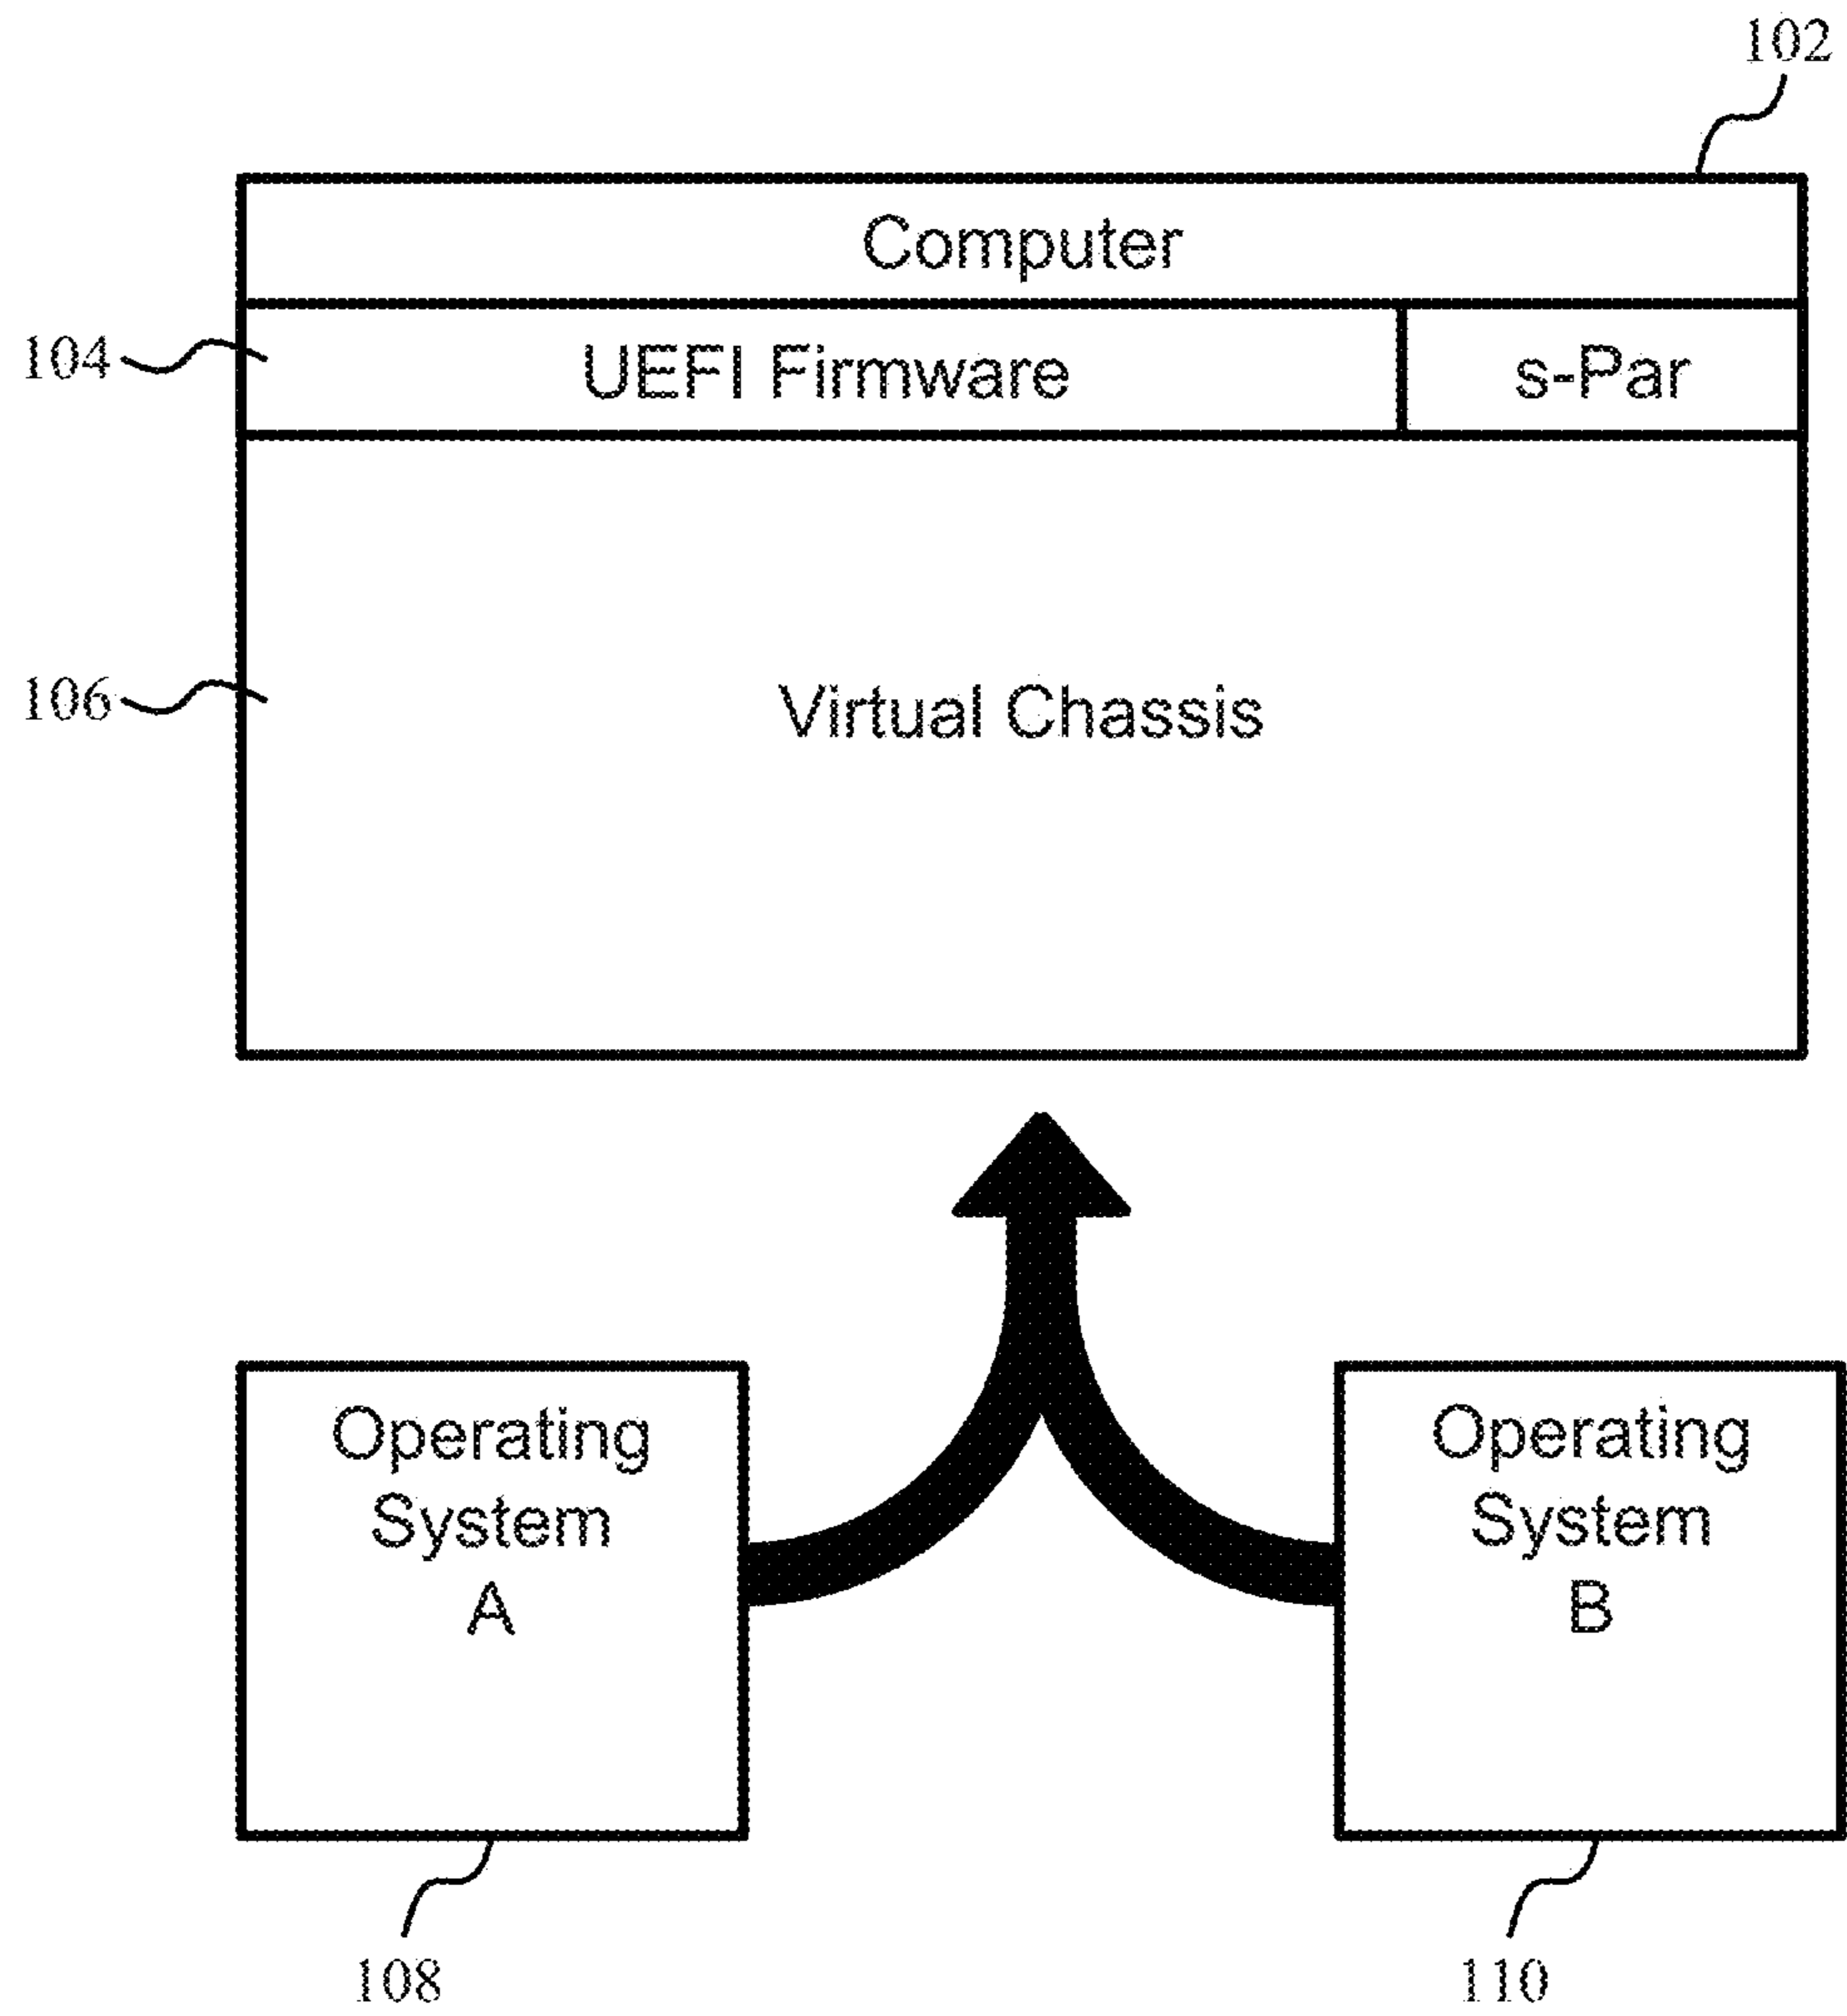 102
Computer
104
UEFI Firmware
s-Par
106
Virtual Chassis
Operating
System
A
Operating
System
B
108
110